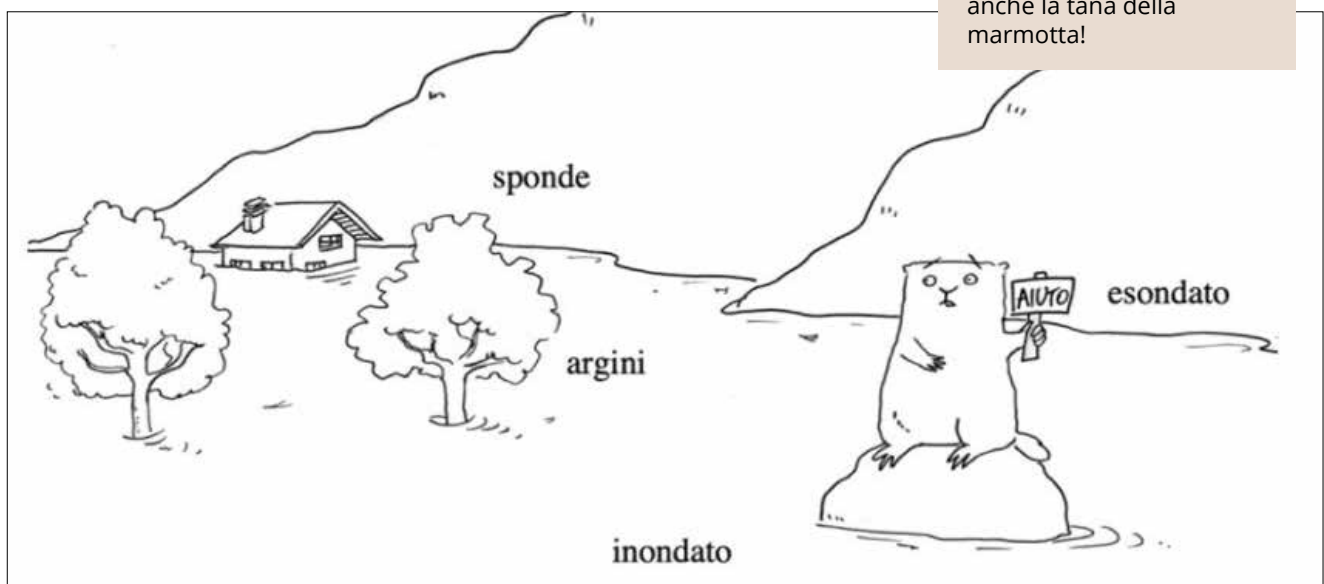 anche la tana della
marmotta!
sponde
AIUTO
esondato
argini
inondato